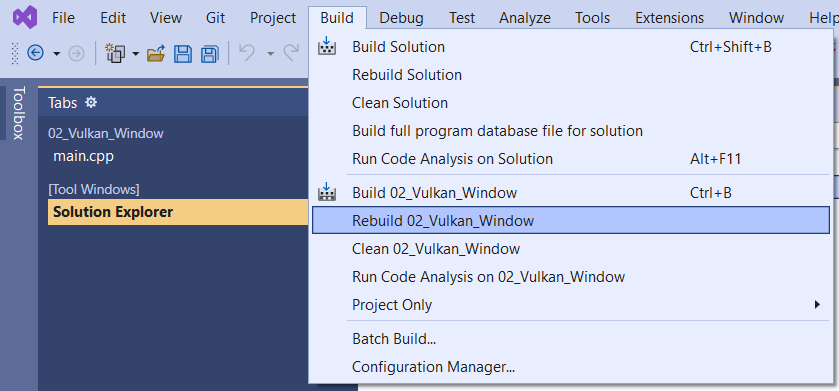 File Edit View Git Project Build Debug Test Analyze Tools Extensions Window Help
Build Solution Ctrl+Shift+B
Rebuild Solution
Clean Solution
Build full program database file for solution
Run Code Analysis on Solution Alt+F11
Build 02_Vulkan_Window Ctrl+B
Rebuild 02_Vulkan_Window
Clean 02_Vulkan_Window
Run Code Analysis on 02_Vulkan_Window
Project Only
Batch Build...
Configuration Manager...
Toolbox
Tabs
02_Vulkan_Window
main.cpp
[Tool Windows]
Solution Explorer